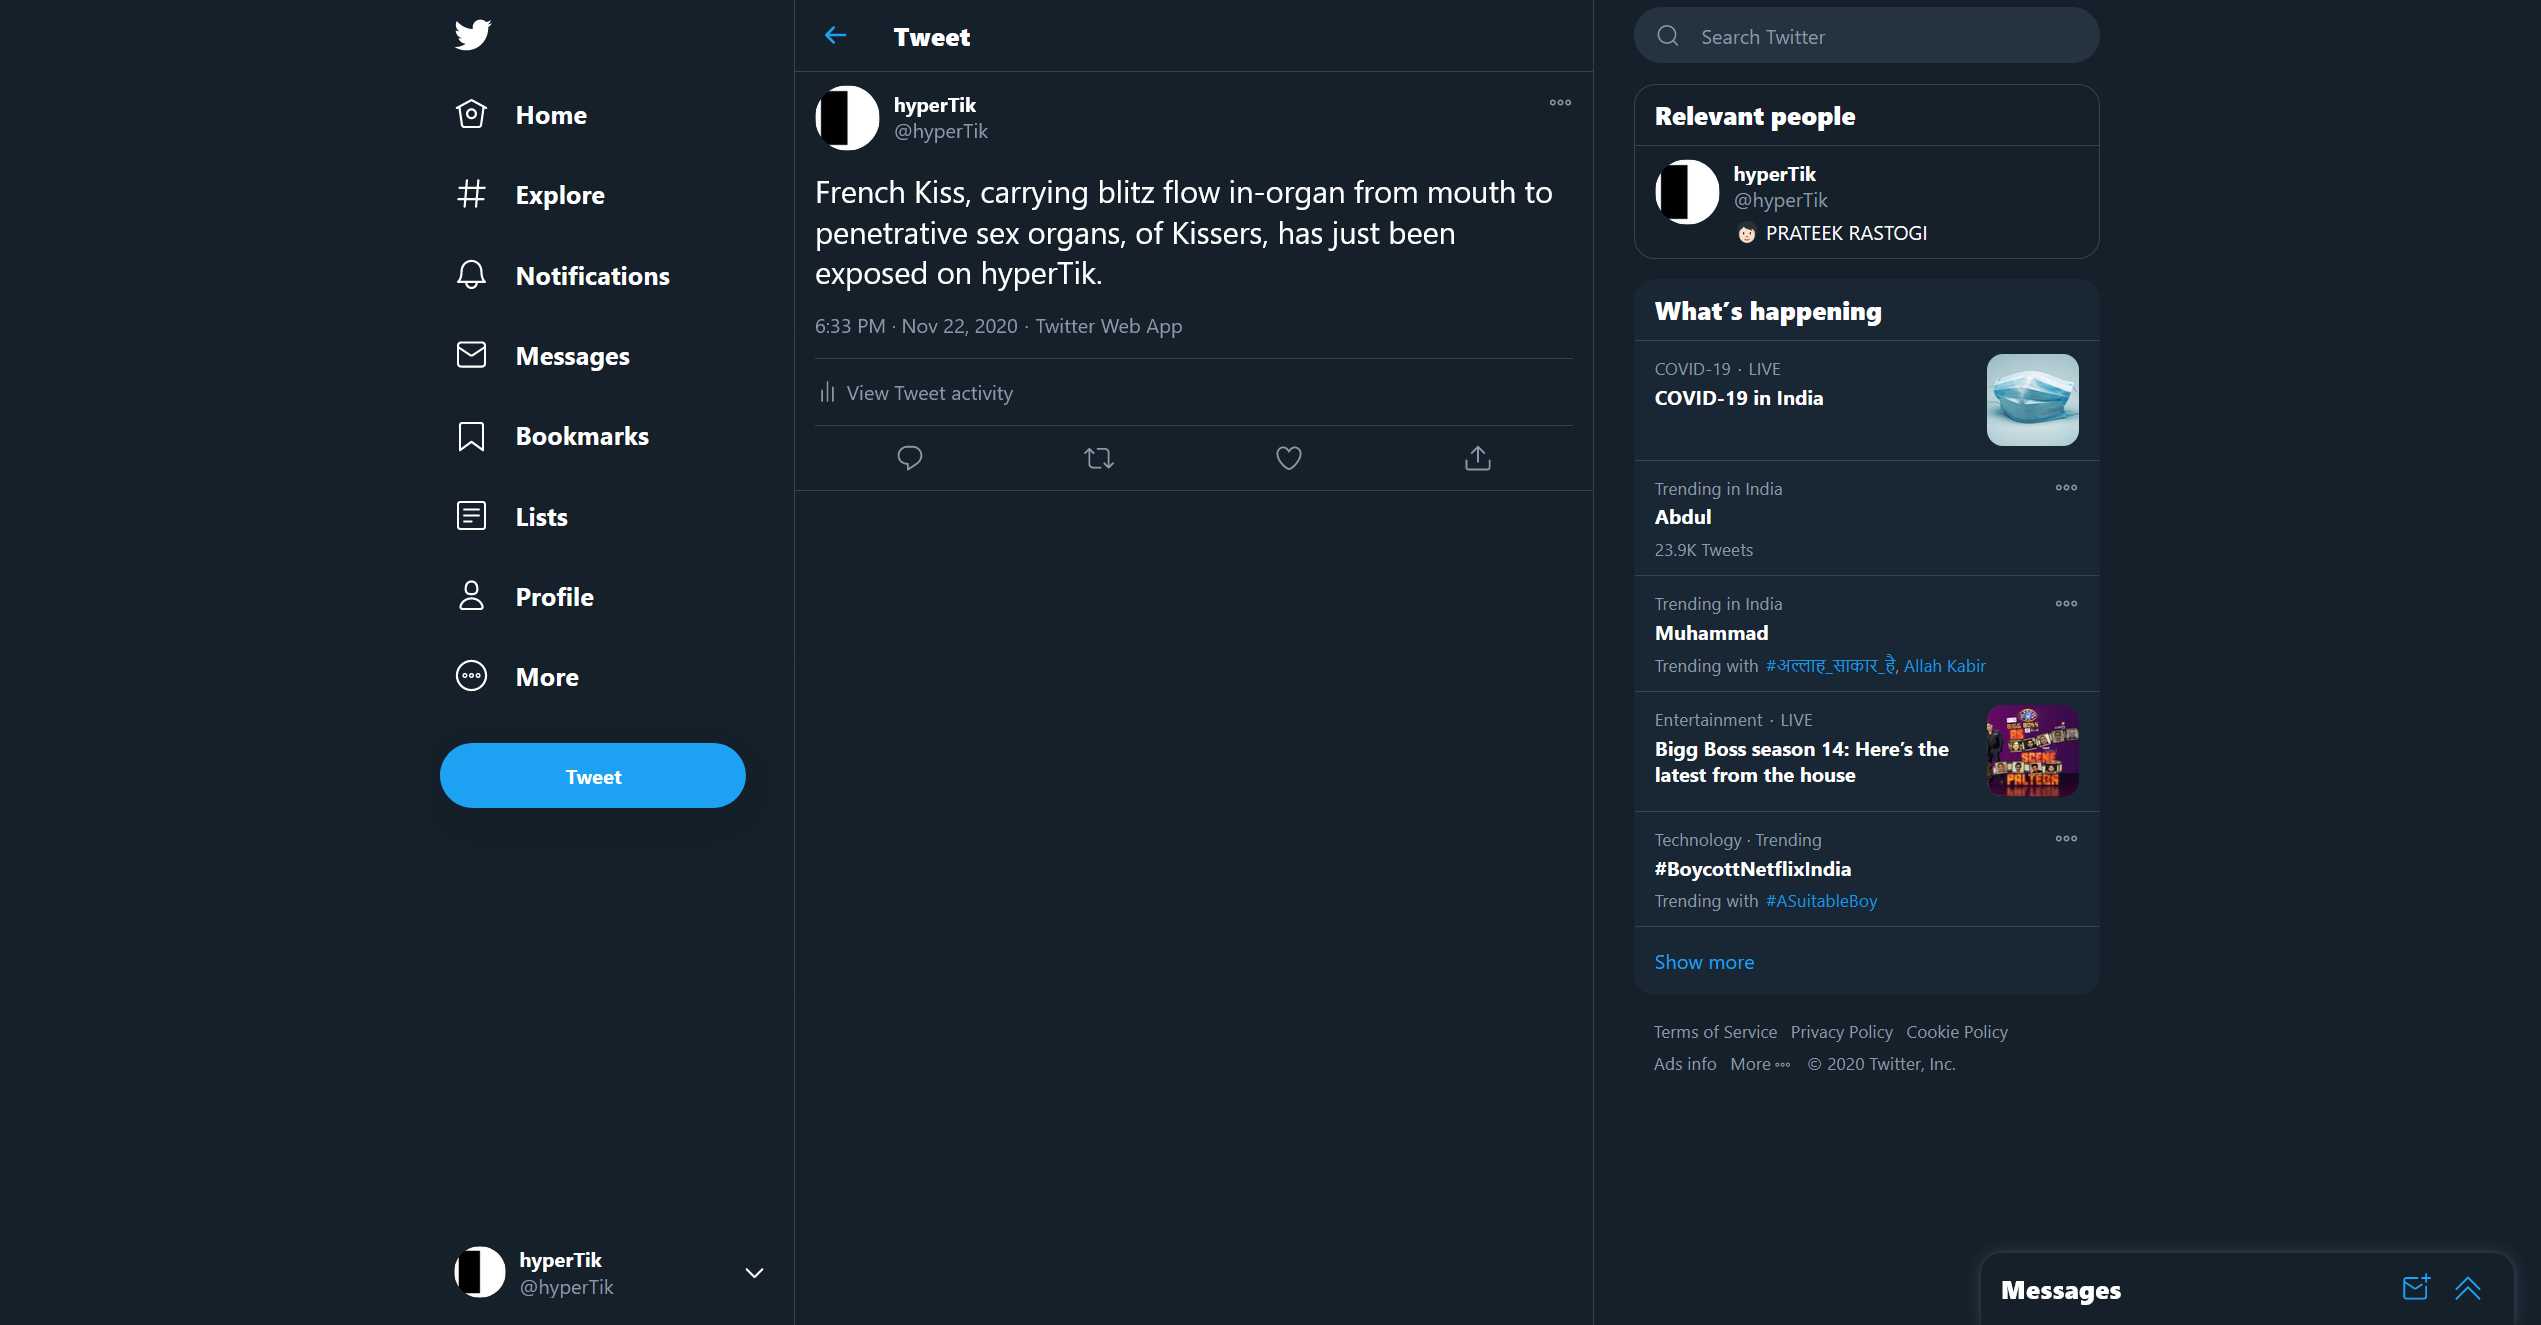 Home
Explore
Notifications
Messages
Bookmarks
Lists
Profile
More
Tweet
hyperTik
@hyperTik
Tweet
hyperTik
@hyperTik
French Kiss, carrying blitz flow in-organ from mouth to
penetrative sex organs, of Kissers, has just been
exposed on hyperTik.
6:33 PM · Nov 22, 2020 · Twitter Web App
View Tweet activity
Search Twitter
Relevant people
hyperTik
@hyperTik
PRATEEK RASTOGI
What's happening
COVID-19 · LIVE
COVID-19 in India
Trending in India
Abdul
23.9K Tweets
Trending in India
Muhammad
Trending with #अल्लाह_साकार_है, Allah Kabir
Entertainment · LIVE
Bigg Boss season 14: Here's the
latest from the house
BIGG BOSS
SCENE
PALTEGA
Technology · Trending
#BoycottNetflixIndia
Trending with #ASuitableBoy
Show more
Terms of Service Privacy Policy Cookie Policy
Ads info More © 2020 Twitter, Inc.
Messages